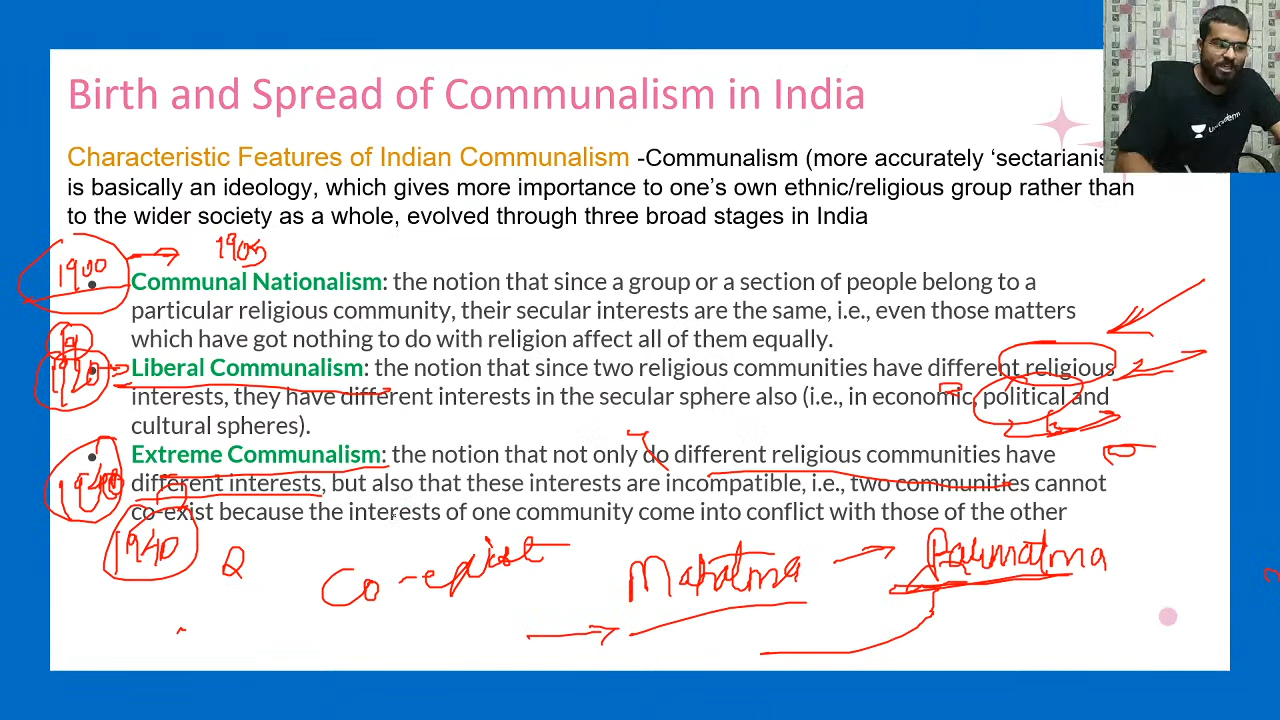 Birth and Spread of Communalism in India
Characteristic Features of Indian Communalism -Communalism (more accurately ‘sectarianis
is basically an ideology, which gives more importance to one’s own ethnic/religious group rather than
to the wider society as a whole, evolved through three broad stages in India
1900 1905
• Communal Nationalism: the notion that since a group or a section of people belong to a
particular religious community, their secular interests are the same, i.e., even those matters
which have got nothing to do with religion affect all of them equally.
1920
• Liberal Communalism: the notion that since two religious communities have different religious
interests, they have different interests in the secular sphere also (i.e., in economic, political and
cultural spheres).
1940
• Extreme Communalism: the notion that not only do different religious communities have
different interests, but also that these interests are incompatible, i.e., two communities cannot
co-exist because the interests of one community come into conflict with those of the other
1940 Co-exist Mahatma Parmatma